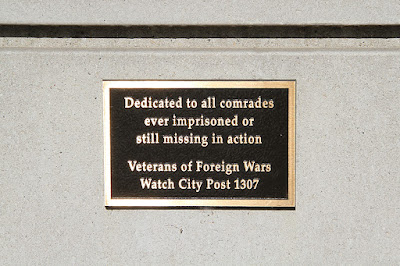 Dedicated to all comrades
ever imprisoned or
still missing in action
Veterans of Foreign Wars
Watch City Post 1307